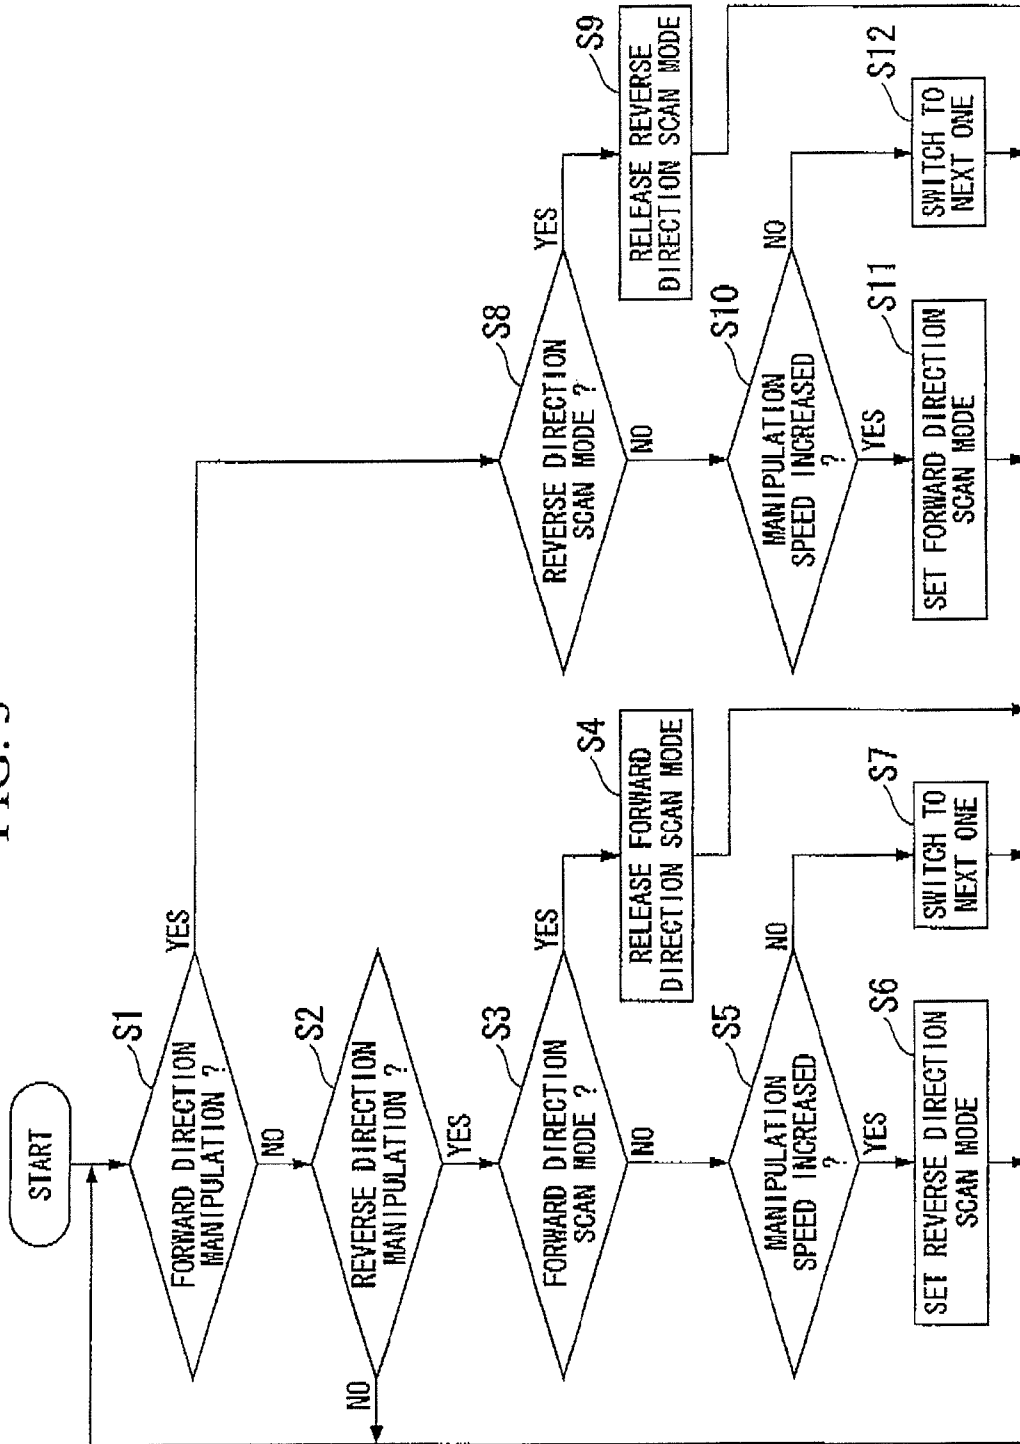 START
S1
FORWARD DIRECTION
MANIPULATION ?
YES
NO
S2
REVERSE DIRECTION
MANIPULATION ?
NO
YES
S3
FORWARD DIRECTION
SCAN MODE ?
YES
NO
S4
RELEASE FORWARD
DIRECTION SCAN MODE
S5
MANIPULATION
SPEED INCREASED
?
NO
YES
S6
SET REVERSE DIRECTION
SCAN MODE
S7
SWITCH TO
NEXT ONE
S8
REVERSE DIRECTION
SCAN MODE ?
YES
NO
S9
RELEASE REVERSE
DIRECTION SCAN MODE
S10
MANIPULATION
SPEED INCREASED
?
NO
YES
S11
SET FORWARD DIRECTION
SCAN MODE
S12
SWITCH TO
NEXT ONE